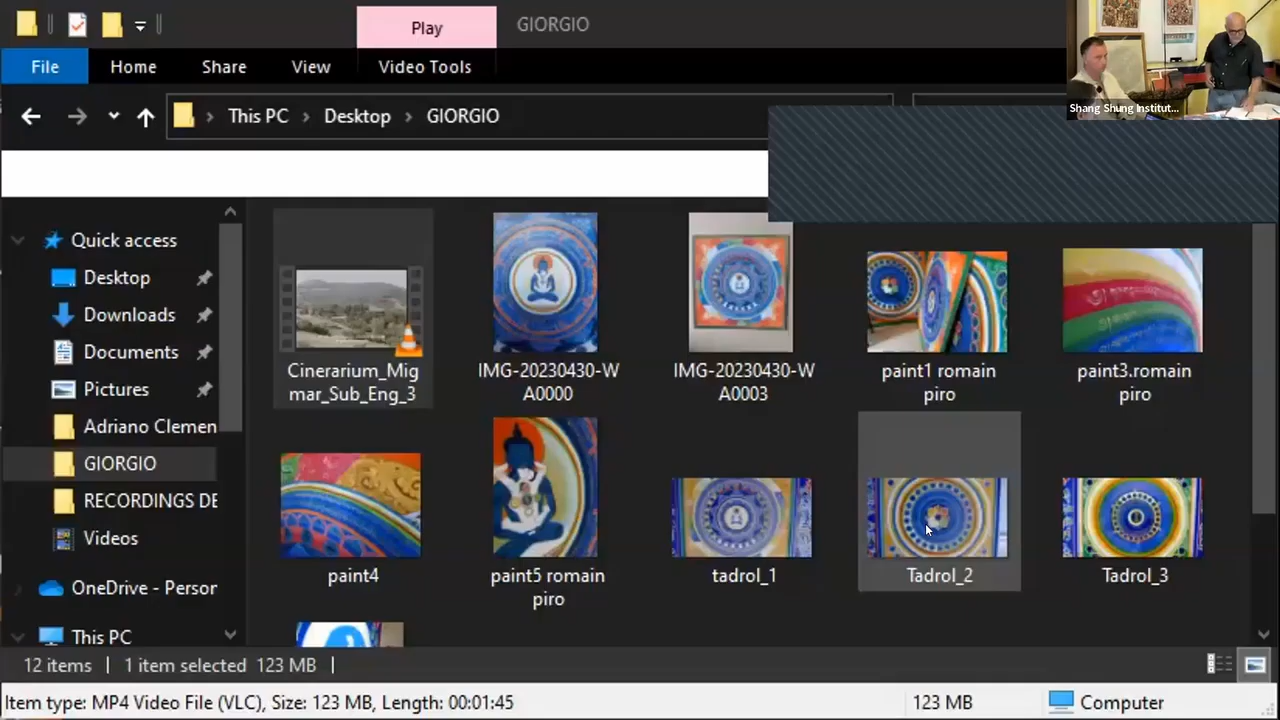 Play
GIORGIO
File
Home
Share
View
Video Tools
Shang Shung Institut...
This PC
Desktop
GIORGIO
Quick access
Desktop
Downloads
Documents
Pictures
Adriano Clemen
GIORGIO
RECORDINGS DE
Videos
OneDrive - Person
This PC
Cinerarium_Mig
mar_Sub_Eng_3
IMG-20230430-W
A0000
IMG-20230430-W
A0003
paint1 romain
piro
paint3.romain
piro
paint4
paint5 romain
piro
tadrol_1
Tadrol_2
Tadrol_3
12 items
1 item selected 123 MB
Item type: MP4 Video File (VLC), Size: 123 MB, Length: 00:01:45
123 MB
Computer